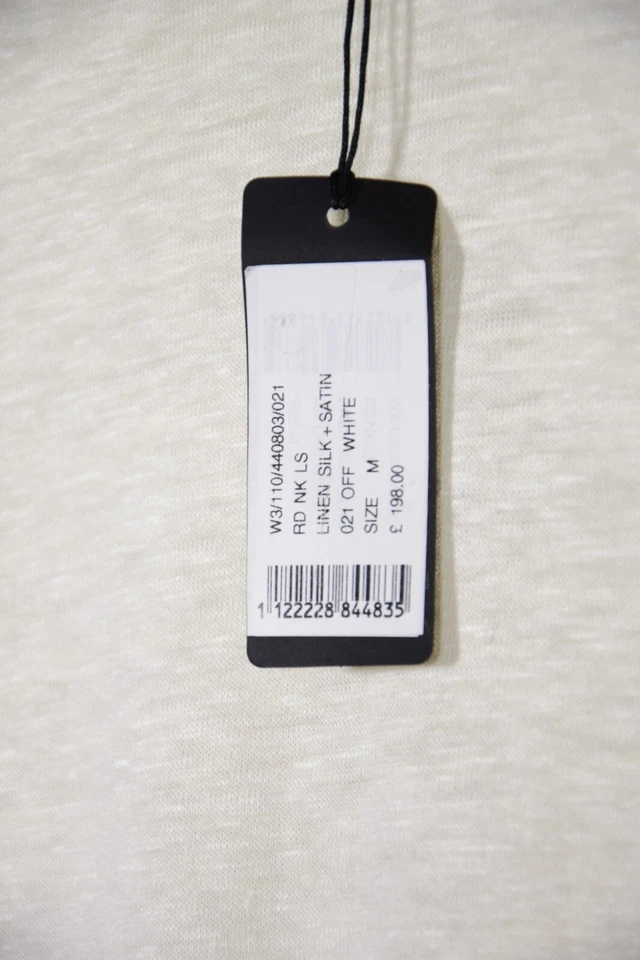 W3/110/440803/021
RD NK LS
LINEN SILK + SATIN
021 OFF WHITE
SIZE M
£ 198.00
1 122228 844835